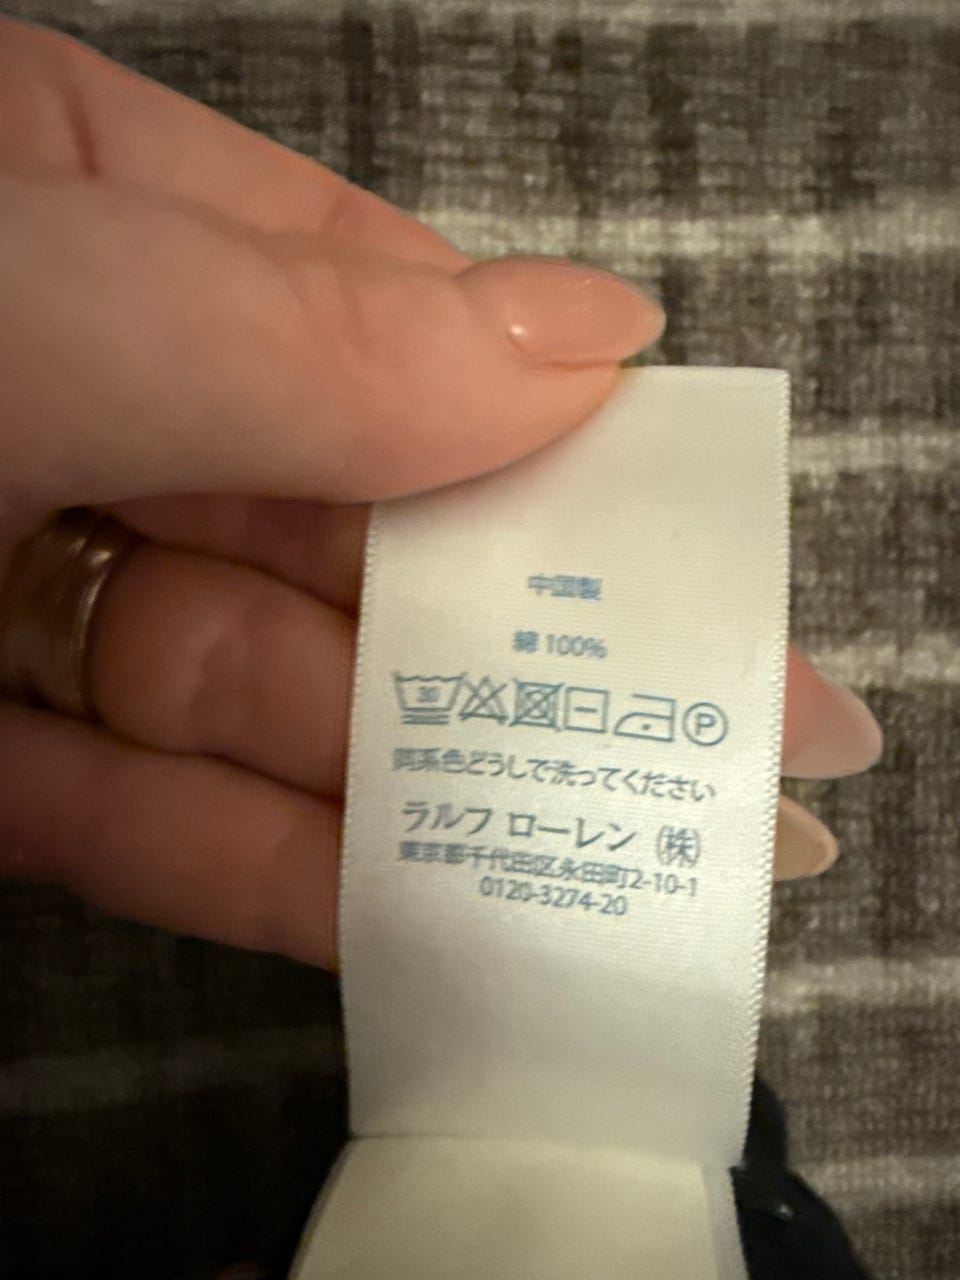 中国製
綿 100%
30 P
同系色どうしで洗ってください
ラルフ ローレン (株)
東京都千代田区永田町2-10-1
0120-3274-20